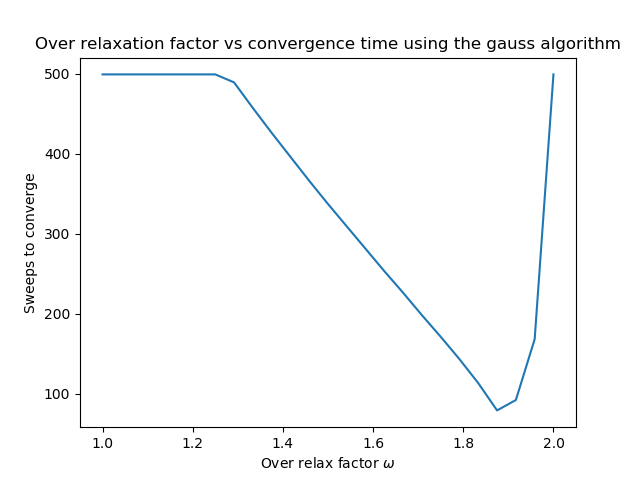 Over relaxation factor vs convergence time using the gauss algorithm
500
400
300
200
100
Sweeps to converge
1.0 1.2 1.4 1.6 1.8 2.0
Over relax factor ω